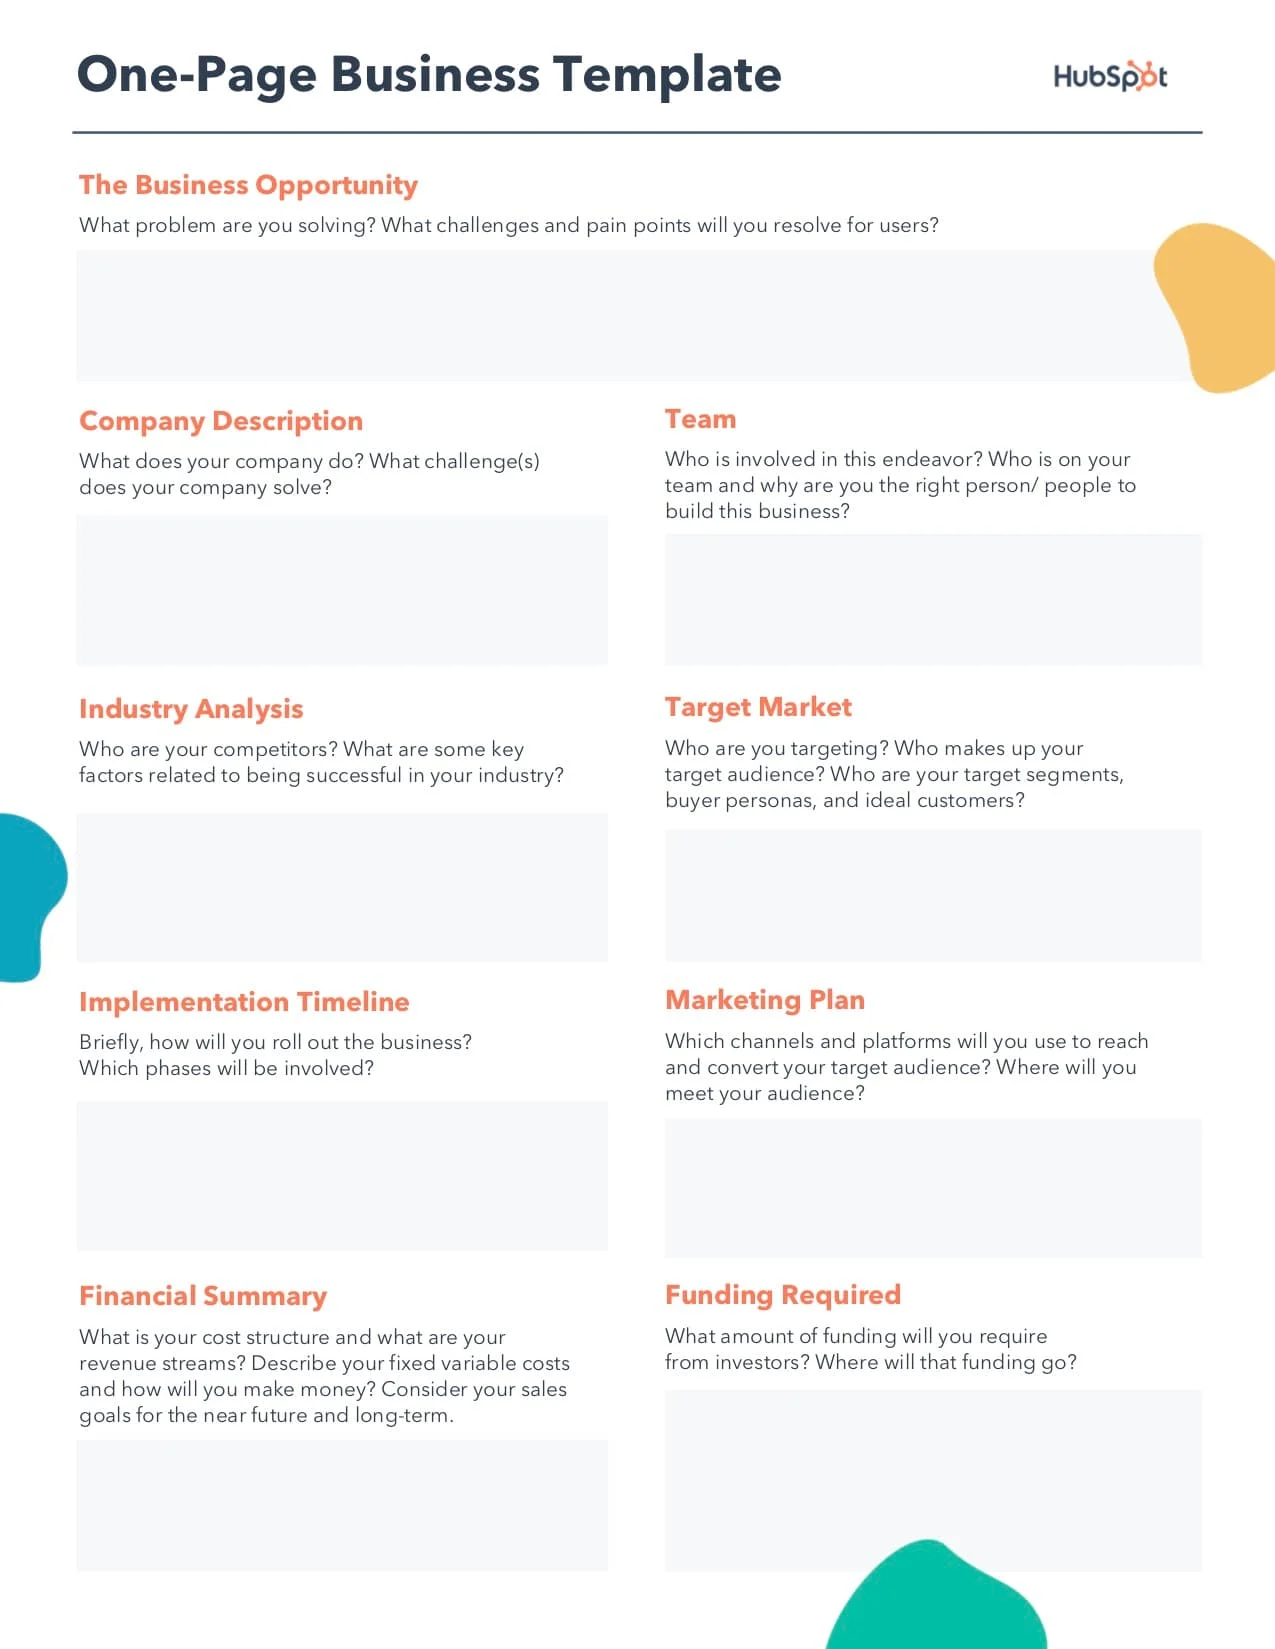 One-Page Business Template
HubSpot
The Business Opportunity
What problem are you solving? What challenges and pain points will you resolve for users?
Company Description
What does your company do? What challenge(s)
does your company solve?
Team
Who is involved in this endeavor? Who is on your
team and why are you the right person/ people to
build this business?
Industry Analysis
Who are your competitors? What are some key
factors related to being successful in your industry?
Target Market
Who are you targeting? Who makes up your
target audience? Who are your target segments,
buyer personas, and ideal customers?
Implementation Timeline
Briefly, how will you roll out the business?
Which phases will be involved?
Marketing Plan
Which channels and platforms will you use to reach
and convert your target audience? Where will you
meet your audience?
Financial Summary
What is your cost structure and what are your
revenue streams? Describe your fixed variable costs
and how will you make money? Consider your sales
goals for the near future and long-term.
Funding Required
What amount of funding will you require
from investors? Where will that funding go?